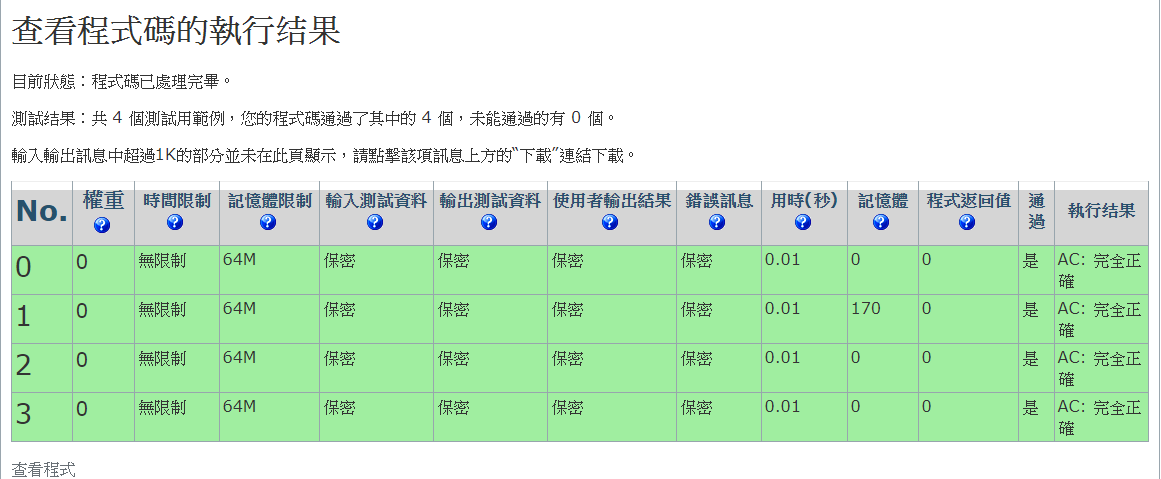 查看程式碼的執行结果
目前狀態：程式碼已處理完畢。
測試结果：共 4 個測試用範例，您的程式碼通過了其中的 4 個，未能通過的有 0 個。
輸入輸出訊息中超過1K的部分並未在此頁顯示，請點擊該項訊息上方的“下載”連結下載。
No. 權重 時間限制 記憶體限制 輸入測試資料 輸出測試資料 使用者輸出結果 錯誤訊息 用時(秒) 記憶體 程式返回值 通過 執行结果
0 0 無限制 64M 保密 保密 保密 保密 0.01 0 0 是 AC: 完全正確
1 0 無限制 64M 保密 保密 保密 保密 0.01 170 0 是 AC: 完全正確
2 0 無限制 64M 保密 保密 保密 保密 0.01 0 0 是 AC: 完全正確
3 0 無限制 64M 保密 保密 保密 保密 0.01 0 0 是 AC: 完全正確
查看程式